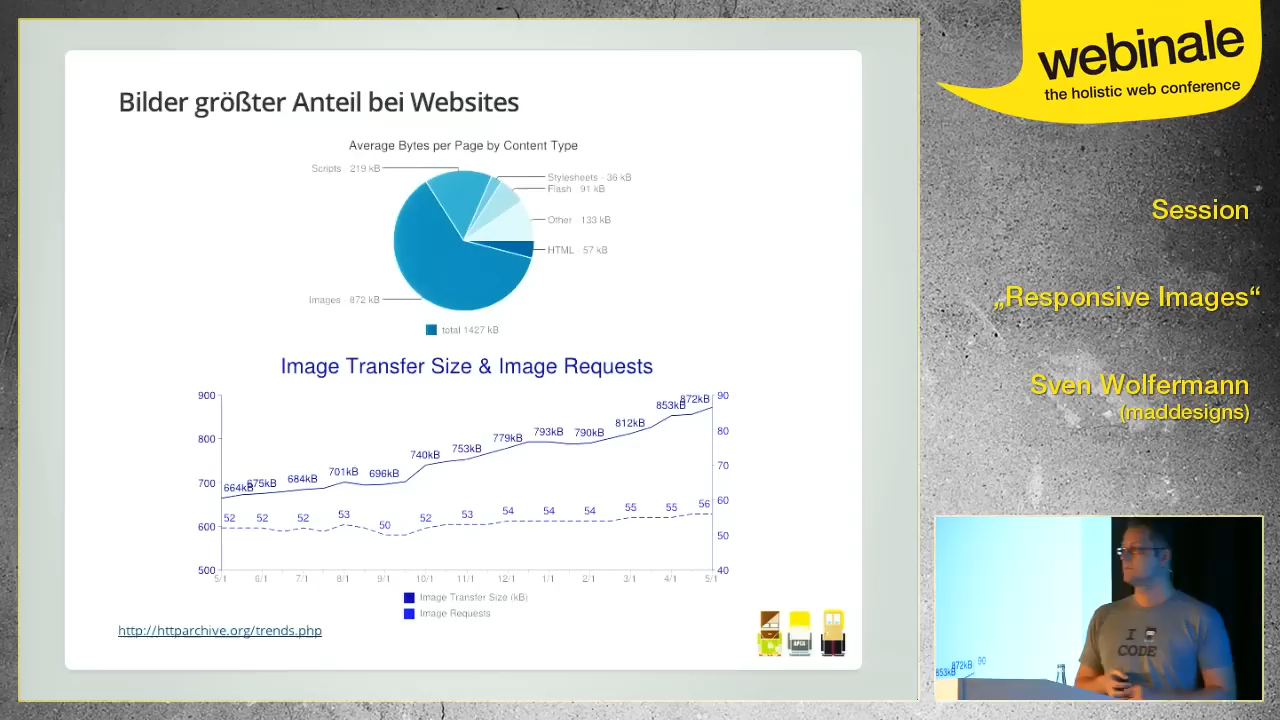 Bilder größter Anteil bei Websites
Average Bytes per Page by Content Type
Scripts - 219 kB
Stylesheets - 36 kB
Flash - 91 kB
Other - 133 kB
HTML - 57 kB
Images - 872 kB
total 1427 kB
Image Transfer Size & Image Requests
900
800
700
600
500
664kB
675kB
684kB
701kB
696kB
740kB
753kB
779kB
793kB
790kB
812kB
853kB
872kB
90
80
70
60
50
40
52
52
52
53
50
52
53
54
54
54
55
55
56
5/1
6/1
7/1
8/1
9/1
10/1
11/1
12/1
1/1
2/1
3/1
4/1
5/1
Image Transfer Size (kB)
Image Requests
http://httparchive.org/trends.php
webinale
the holistic web conference
Session
„Responsive Images“
Sven Wolfermann
(maddesigns)
853kB
872kB
90
I
CODE